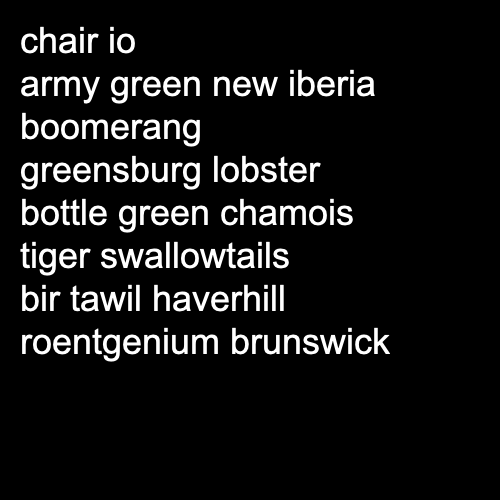 chair io
army green new iberia
boomerang
greensburg lobster
bottle green chamois
tiger swallowtails
bir tawil haverhill
roentgenium brunswick